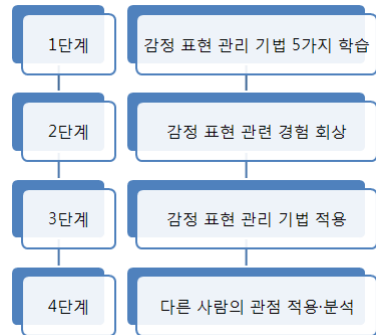 1단계 감정 표현 관리 기법 5가지 학습
2단계 감정 표현 관련 경험 회상
3단계 감정 표현 관리 기법 적용
4단계 다른 사람의 관점 적용·분석